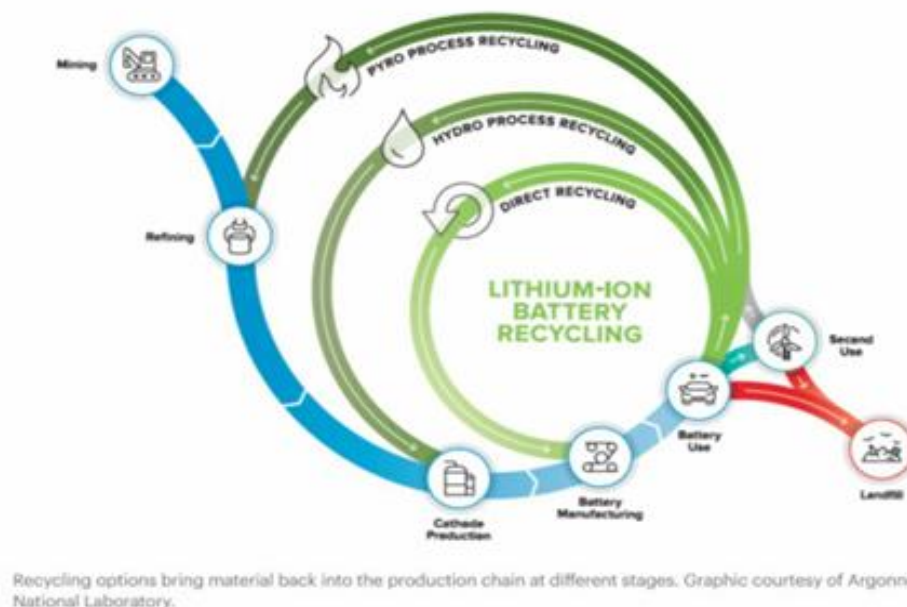 Mining
PYRO PROCESS RECYCLING
HYDRO PROCESS RECYCLING
DIRECT RECYCLING
Refining
LITHIUM-ION
BATTERY
RECYCLING
Second
Use
Battery
Use
Landfill
Battery
Manufacturing
Cathode
Production
Recycling options bring material back into the production chain at different stages. Graphic courtesy of Argonn
National Laboratory.